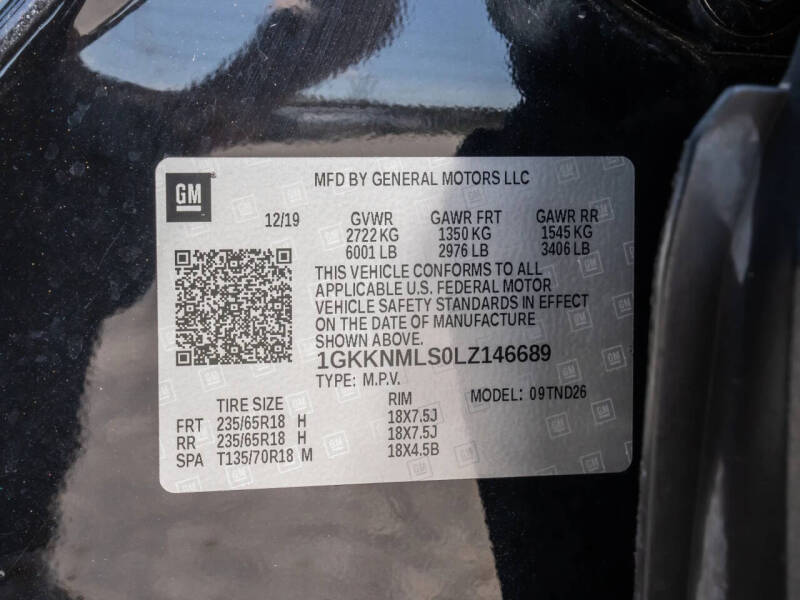 GM
MFD BY GENERAL MOTORS LLC
12/19 GVWR GAWR FRT GAWR RR
2722 KG 1350 KG 1545 KG
6001 LB 2976 LB 3406 LB
THIS VEHICLE CONFORMS TO ALL
APPLICABLE U.S. FEDERAL MOTOR
VEHICLE SAFETY STANDARDS IN EFFECT
ON THE DATE OF MANUFACTURE
SHOWN ABOVE.
1GKKNMLS0LZ146689
TYPE: M.P.V. MODEL: 09TND26
TIRE SIZE RIM
FRT 235/65R18 H 18X7.5J
RR 235/65R18 H 18X7.5J
SPA T135/70R18 M 18X4.5B